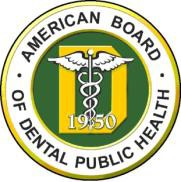 AMERICAN BOARD
· OF DENTAL PUBLIC HEALTH ·
D
1950